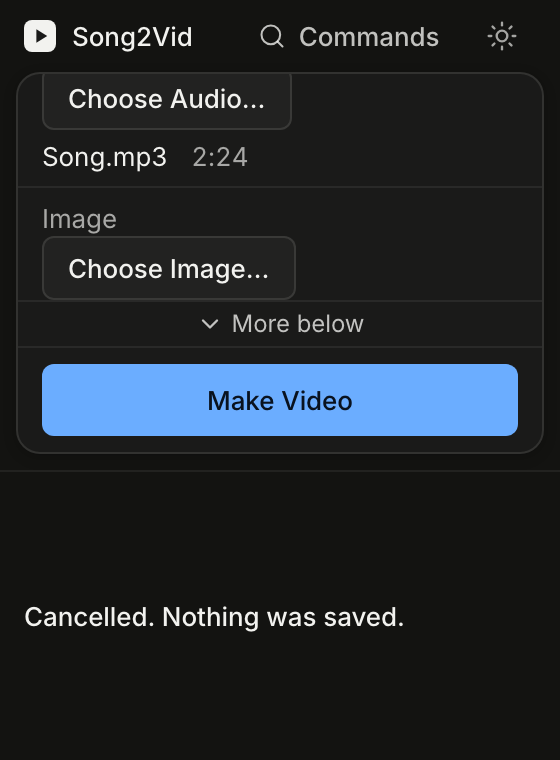 Song2Vid
Commands
Choose Audio...
Song.mp3 2:24
Image
Choose Image...
More below
Make Video
Cancelled. Nothing was saved.